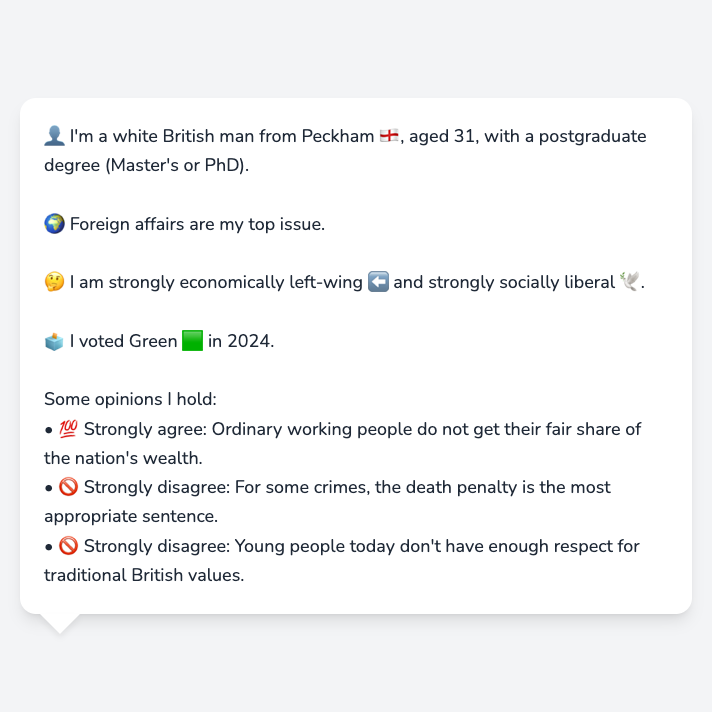 👤 I'm a white British man from Peckham 🏴󠁧󠁢󠁥󠁮󠁧󠁿, aged 31, with a postgraduate
degree (Master's or PhD).
🌍 Foreign affairs are my top issue.
🤔 I am strongly economically left-wing ⬅️ and strongly socially liberal 🕊️.
🗳️ I voted Green 🟩 in 2024.
Some opinions I hold:
• 💯 Strongly agree: Ordinary working people do not get their fair share of
the nation's wealth.
• 🚫 Strongly disagree: For some crimes, the death penalty is the most
appropriate sentence.
• 🚫 Strongly disagree: Young people today don't have enough respect for
traditional British values.